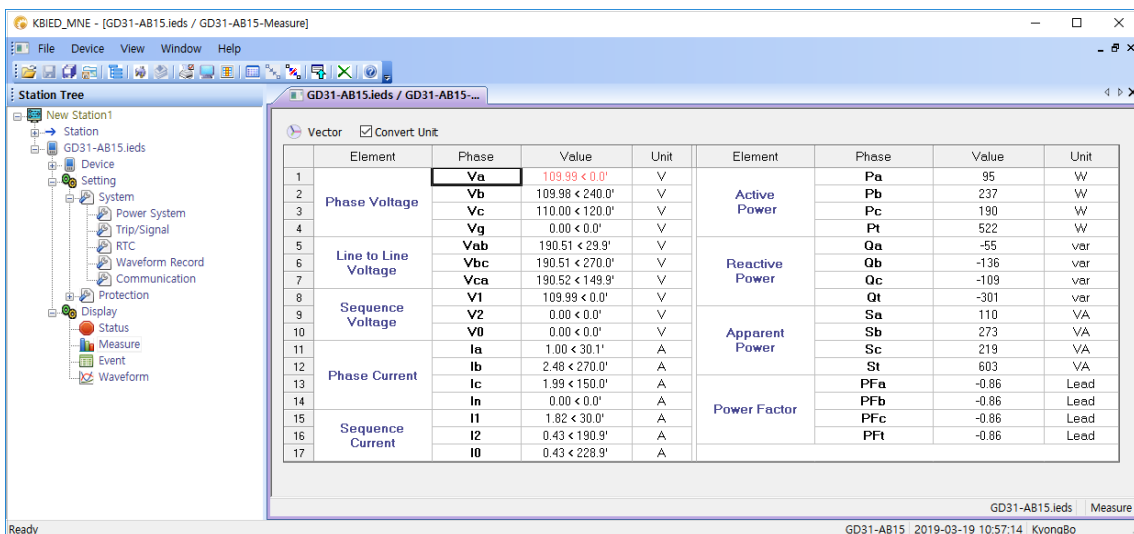 KBIED_MNE - [GD31-AB15.ieds / GD31-AB15-Measure]
File Device View Window Help
Station Tree
GD31-AB15.ieds / GD31-AB15-...
New Station1
Station
GD31-AB15.ieds
Device
Setting
System
Power System
Trip/Signal
RTC
Waveform Record
Communication
Protection
Display
Status
Measure
Event
Waveform
Vector Convert Unit
Element Phase Value Unit Element Phase Value Unit
1 Phase Voltage Va 109.99 < 0.0' V Active Power Pa 95 W
2 Vb 109.98 < 240.0' V Pb 237 W
3 Vc 110.00 < 120.0' V Pc 190 W
4 Vg 0.00 < 0.0' V Pt 522 W
5 Line to Line Voltage Vab 190.51 < 29.9' V Reactive Power Qa -55 var
6 Vbc 190.51 < 270.0' V Qb -136 var
7 Vca 190.52 < 149.9' V Qc -109 var
8 Sequence Voltage V1 109.99 < 0.0' V Qt -301 var
9 V2 0.00 < 0.0' V Apparent Power Sa 110 VA
10 V0 0.00 < 0.0' V Sb 273 VA
11 Phase Current Ia 1.00 < 30.1' A Sc 219 VA
12 Ib 2.48 < 270.0' A St 603 VA
13 Ic 1.99 < 150.0' A Power Factor PFa -0.86 Lead
14 In 0.00 < 0.0' A PFb -0.86 Lead
15 Sequence Current I1 1.82 < 30.0' A PFc -0.86 Lead
16 I2 0.43 < 190.9' A PFt -0.86 Lead
17 I0 0.43 < 228.9' A
GD31-AB15.ieds Measure
Ready GD31-AB15 2019-03-19 10:57:14 KyongBo